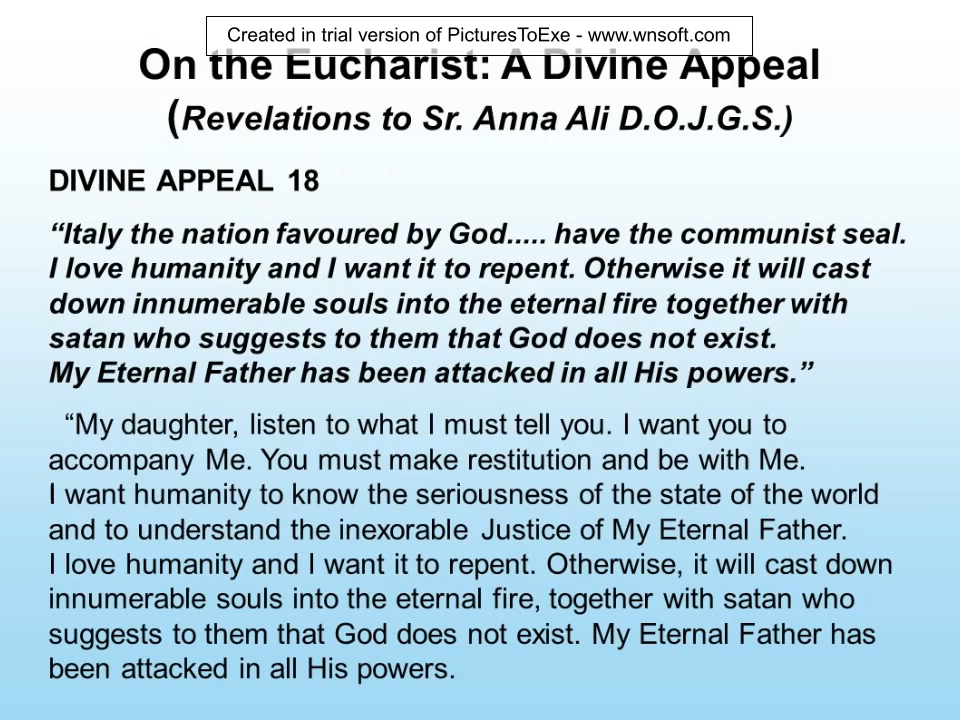 Created in trial version of PicturesToExe - www.wnsoft.com
On the Eucharist: A Divine Appeal
(Revelations to Sr. Anna Ali D.O.J.G.S.)
DIVINE APPEAL 18
“Italy the nation favoured by God..... have the communist seal.
I love humanity and I want it to repent. Otherwise it will cast
down innumerable souls into the eternal fire together with
satan who suggests to them that God does not exist.
My Eternal Father has been attacked in all His powers.”
“My daughter, listen to what I must tell you. I want you to
accompany Me. You must make restitution and be with Me.
I want humanity to know the seriousness of the state of the world
and to understand the inexorable Justice of My Eternal Father.
I love humanity and I want it to repent. Otherwise, it will cast down
innumerable souls into the eternal fire, together with satan who
suggests to them that God does not exist. My Eternal Father has
been attacked in all His powers.